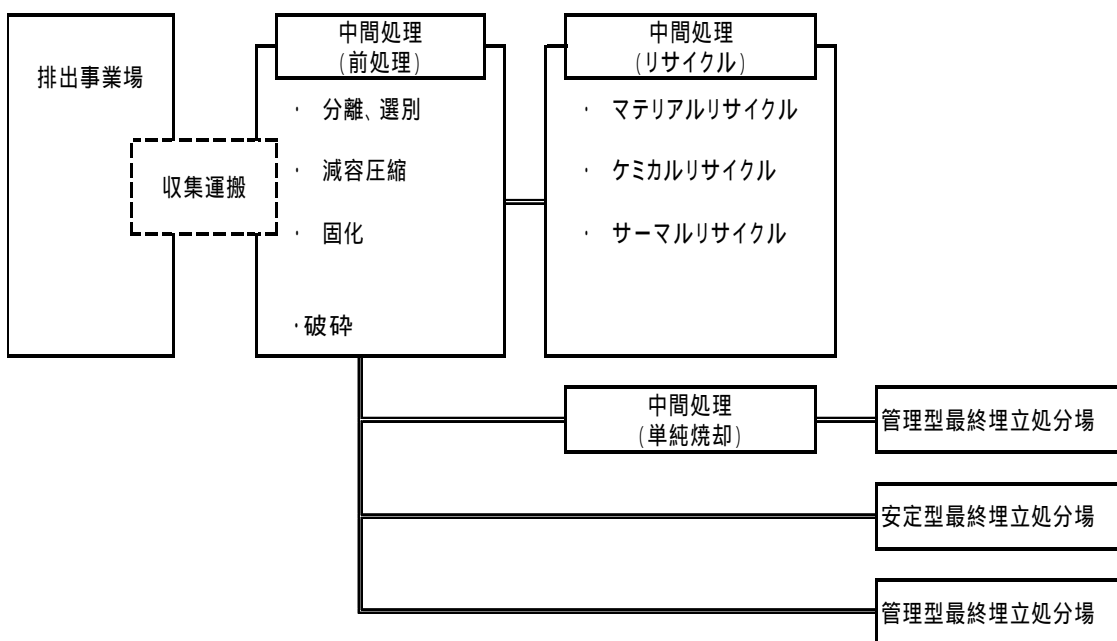 排出事業場
収集運搬
中間処理
(前処理)
· 分離、選別
· 減容圧縮
· 固化
·破砕
中間処理
(リサイクル)
· マテリアルリサイクル
· ケミカルリサイクル
· サーマルリサイクル
中間処理
(単純焼却)
管理型最終埋立処分場
安定型最終埋立処分場
管理型最終埋立処分場